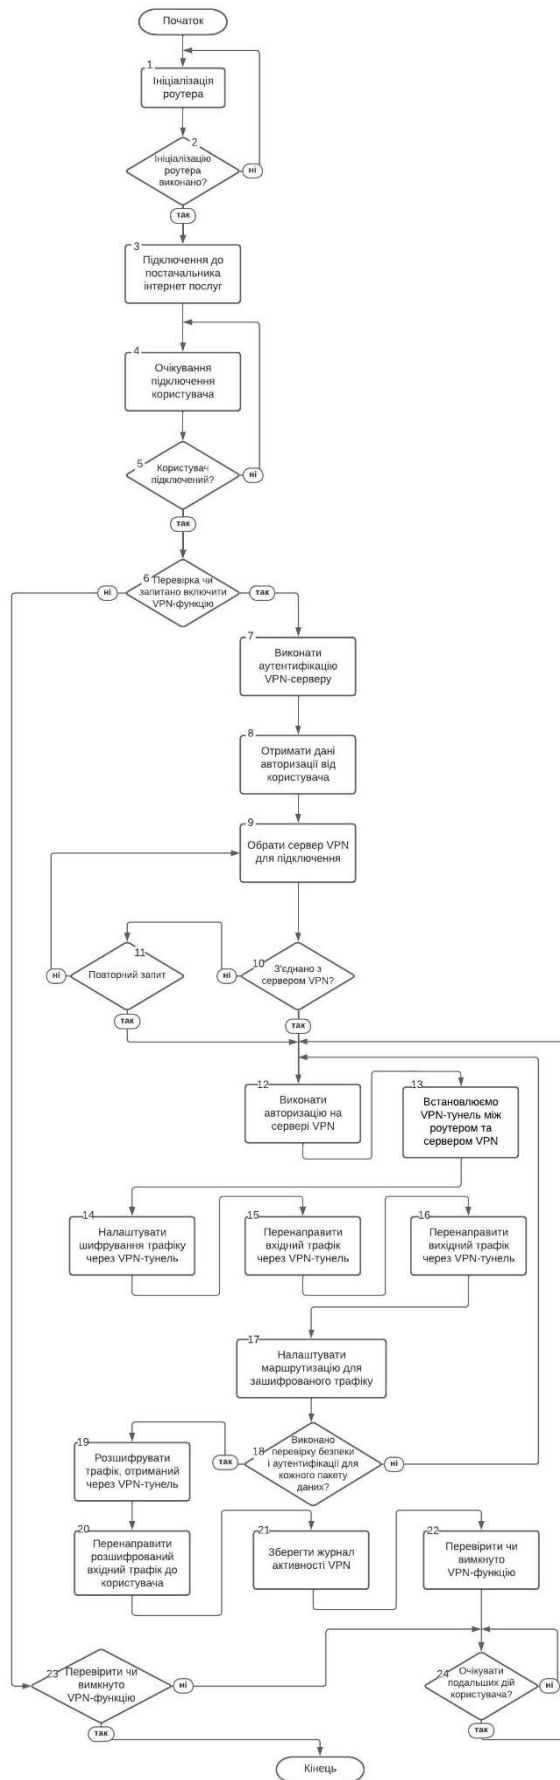 Початок
1
Ініціалізація
роутера
2
Ініціалізацію
роутера
виконано?
ні
так
3
Підключення до
постачальника
інтернет послуг
4
Очікування
підключення
користувача
5
Користувач
підключений?
ні
так
6
Перевірка чи
запитано включити
VPN-функцію
ні
так
7
Виконати
аутентифікацію
VPN-серверу
8
Отримати дані
авторизації від
користувача
9
Обрати сервер VPN
для підключення
10
З'єднано з
сервером VPN?
ні
так
11
Повторний запит
ні
так
12
Виконати
авторизацію на
сервері VPN
13
Встановлюємо
VPN-тунель між
роутером та
сервером VPN
14
Налаштувати
шифрування трафіку
через VPN-тунель
15
Перенаправити
вхідний трафік
через VPN-тунель
16
Перенаправити
вихідний трафік
через VPN-тунель
17
Налаштувати
маршрутизацію для
зашифрованого трафіку
18
Виконано
перевірку безпеки
і аутентифікації для
кожного пакету
даних?
так
ні
19
Розшифрувати
трафік, отриманий
через VPN-тунель
20
Перенаправити
розшифрований
вхідний трафік до
користувача
21
Зберегти журнал
активності VPN
22
Перевірити чи
вимкнуто
VPN-функцію
23
Перевірити чи
вимкнуто
VPN-функцію
ні
так
24
Очікувати
подальших дій
користувача?
ні
так
Кінець